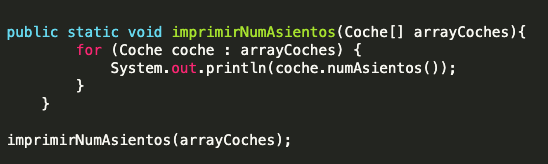 public static void imprimirNumAsientos(Coche[] arrayCoches){
for (Coche coche : arrayCoches) {
System.out.println(coche.numAsientos());
}
}
imprimirNumAsientos(arrayCoches);